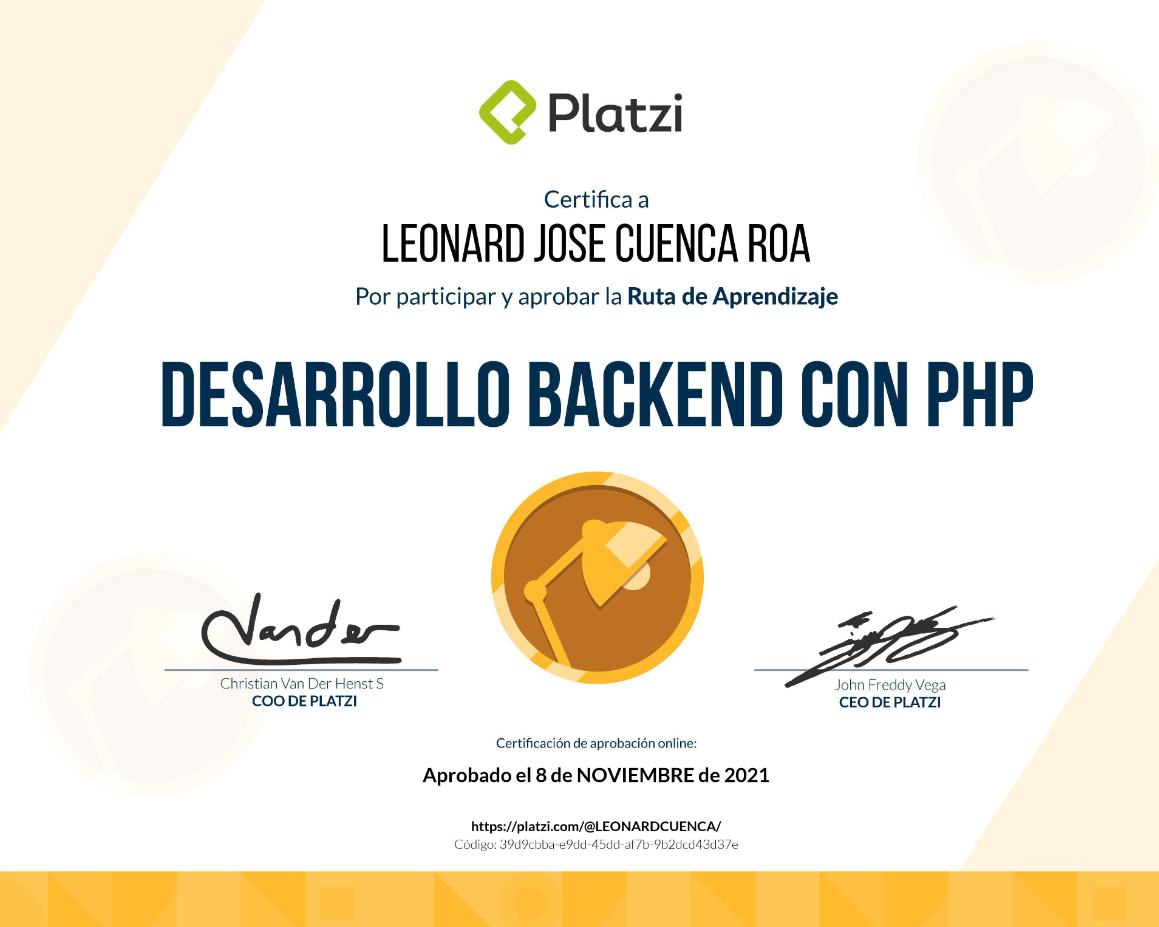 Platzi
Certifica a
LEONARD JOSE CUENCA ROA
Por participar y aprobar la Ruta de Aprendizaje
DESARROLLO BACKEND CON PHP
Vander
Christian Van Der Henst S
COO DE PLATZI
John Freddy Vega
CEO DE PLATZI
Certificación de aprobación online:
Aprobado el 8 de NOVIEMBRE de 2021
https://platzi.com/@LEONARDCUENCA/
Código: 39d9cbba-e9dd-45dd-af7b-9b2dcd43d37e